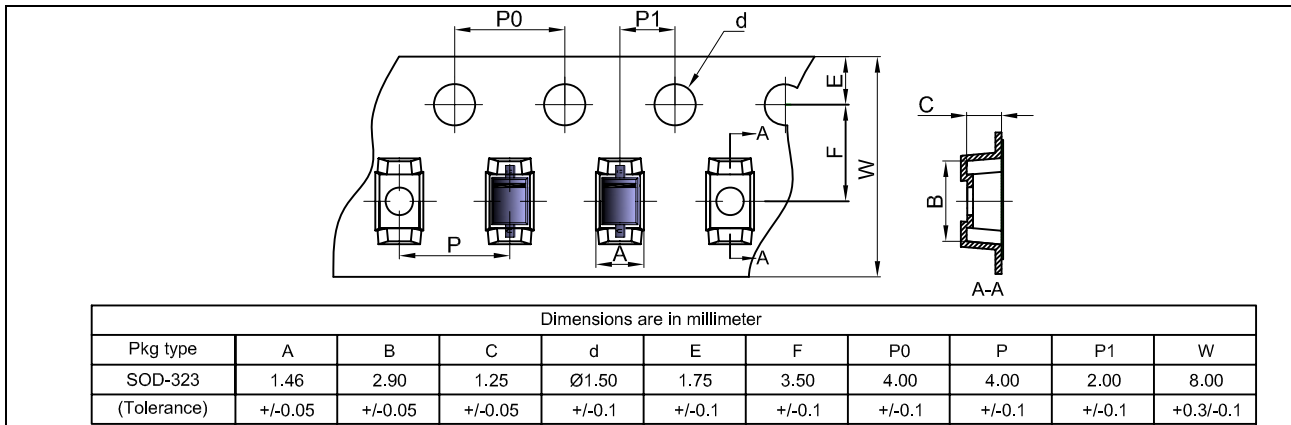 P0 P1 d
E
C
A
F W
B
P A A
A-A
Dimensions are in millimeter
Pkg type A B C d E F P0 P P1 W
SOD-323 1.46 2.90 1.25 Ø1.50 1.75 3.50 4.00 4.00 2.00 8.00
(Tolerance) +/-0.05 +/-0.05 +/-0.05 +/-0.1 +/-0.1 +/-0.1 +/-0.1 +/-0.1 +/-0.1 +0.3/-0.1